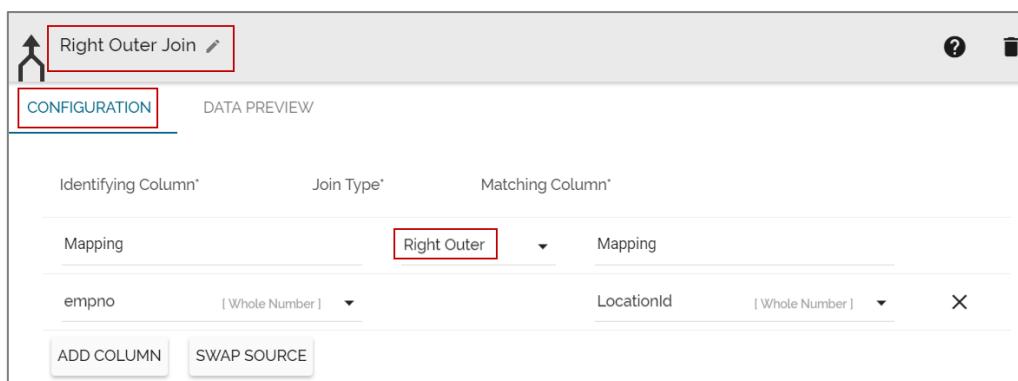 Right Outer Join
CONFIGURATION DATA PREVIEW
Identifying Column* Join Type* Matching Column*
Mapping Right Outer Mapping
empno [ Whole Number ] LocationId [ Whole Number ]
ADD COLUMN SWAP SOURCE